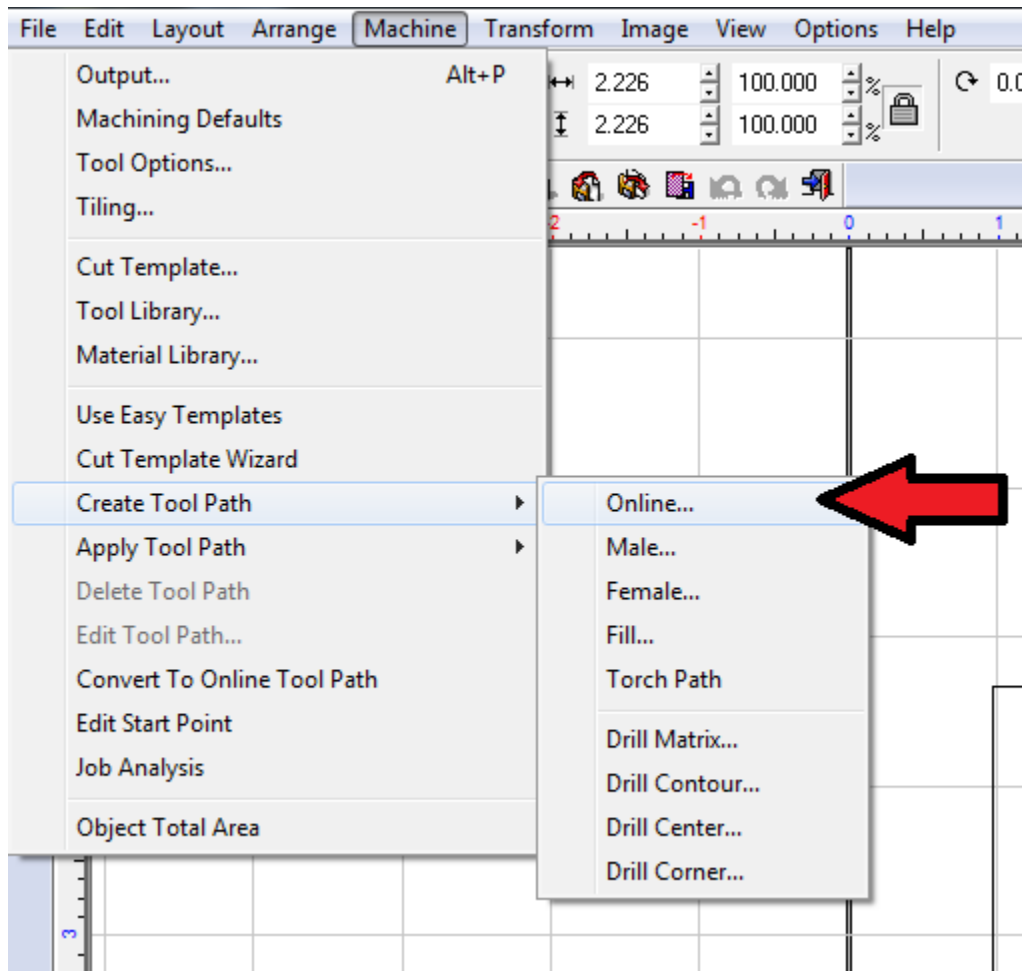 File Edit Layout Arrange Machine Transform Image View Options Help
Output... Alt+P
Machining Defaults
Tool Options...
Tiling...
Cut Template...
Tool Library...
Material Library...
Use Easy Templates
Cut Template Wizard
Create Tool Path
Apply Tool Path
Delete Tool Path
Edit Tool Path...
Convert To Online Tool Path
Edit Start Point
Job Analysis
Object Total Area
2.226 100.000 % 0.0
2.226 100.000 %
2 -1 0 1
Online...
Male...
Female...
Fill...
Torch Path
Drill Matrix...
Drill Contour...
Drill Center...
Drill Corner...
3